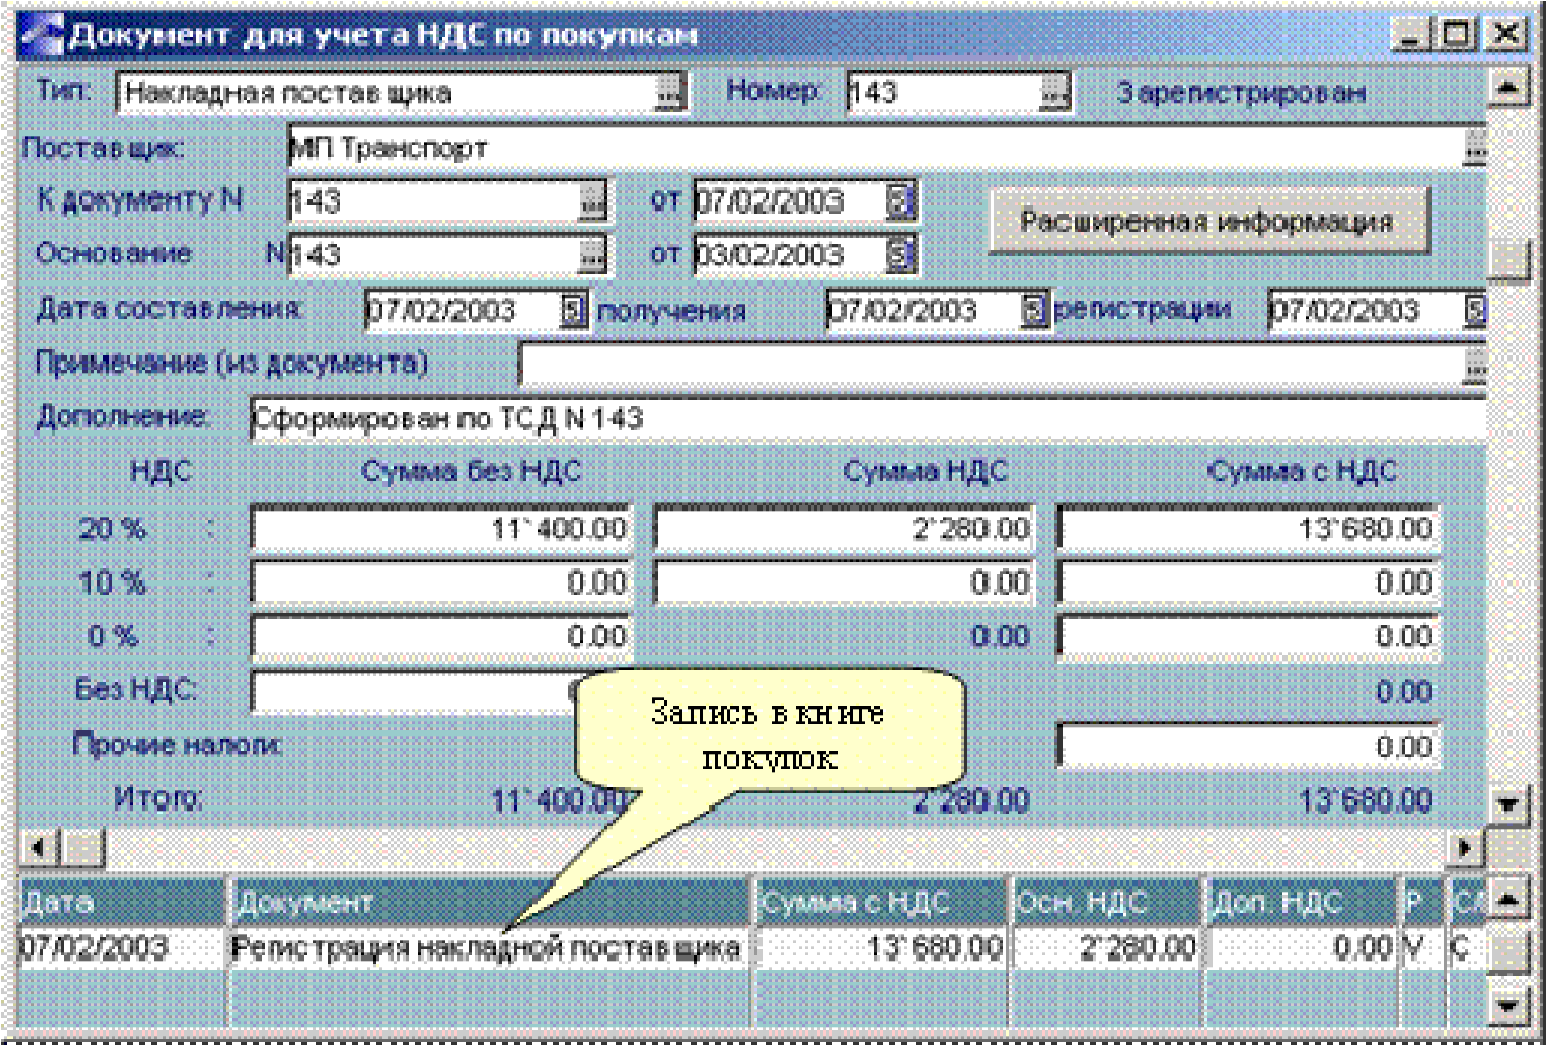 Документ для учета НДС по покупкам
Тип: Накладная поставщика ... Номер: 143 ... Зарегистрирован
Поставщик: МП Транспорт ...
К документу N 143 ... от 07/02/2003 5 Расширенная информация
Основание N 143 ... от 03/02/2003 5
Дата составления: 07/02/2003 5 получения 07/02/2003 5 регистрации 07/02/2003 5
Примечание (из документа) ...
Дополнение: Сформирован по ТСД N 143
НДС Сумма без НДС Сумма НДС Сумма с НДС
20 % : 11`400.00 2`280.00 13`680.00
10 % : 0.00 0.00 0.00
0 % : 0.00 0.00 0.00
Без НДС: 0.00
Запись в книге
покупок
Прочие налоги: 0.00
Итого: 11`400.00 2`280.00 13`680.00
Дата Документ Сумма с НДС Осн. НДС Доп. НДС Р
07/02/2003 Регистрация накладной поставщика 13`680.00 2`280.00 0.00 V С